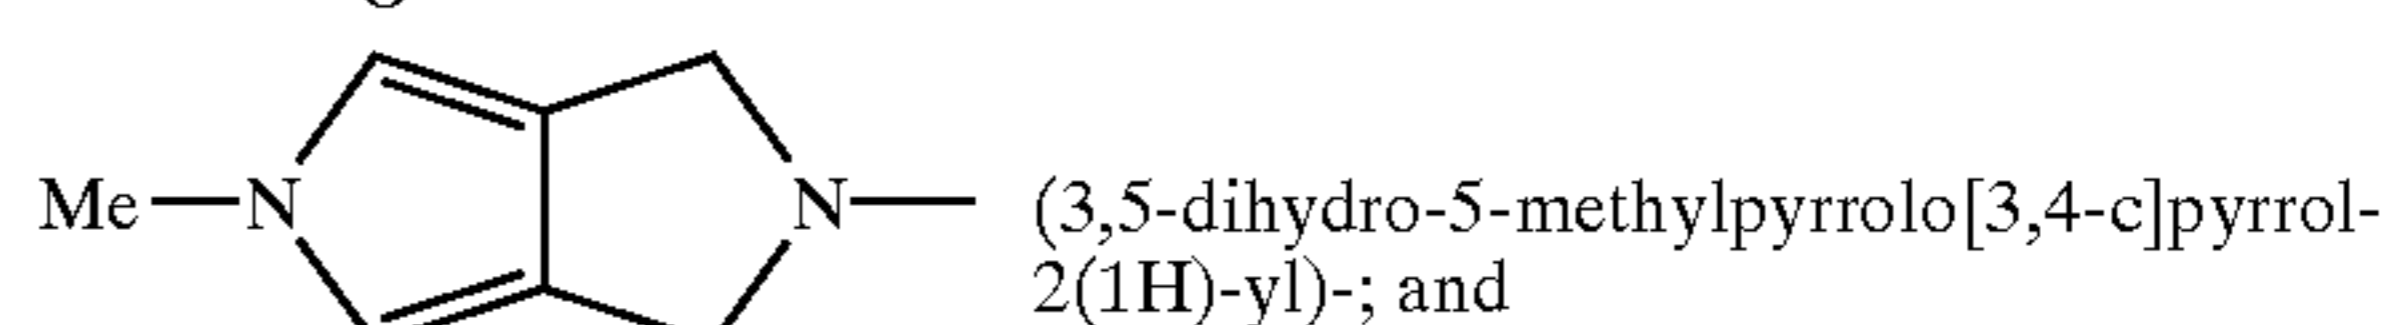 Me N N (3,5-dihydro-5-methylpyrrolo[3,4-c]pyrrol-
2(1H)-yl)-; and